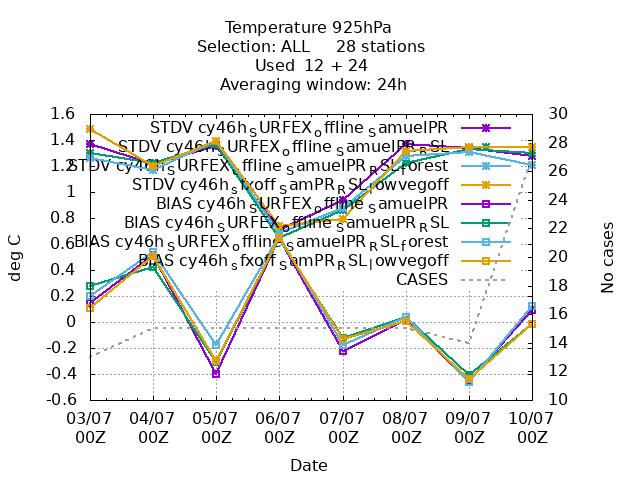 Temperature 925hPa
Selection: ALL 28 stations
Used 12 + 24
Averaging window: 24h
deg C
1.6
1.4
1.2
1
0.8
0.6
0.4
0.2
0
-0.2
-0.4
-0.6
STDV cy46h_SURFEX_offline_SamuelPR
STDV cy46h_SURFEX_offline_SamuelPR_RSL
STDV cy46h_SURFEX_offline_SamuelPR_RSL_forest
STDV cy46h_sfxoff_SamPR_RSL_lowvegoff
BIAS cy46h_SURFEX_offline_SamuelPR
BIAS cy46h_SURFEX_offline_SamuelPR_RSL
BIAS cy46h_SURFEX_offline_SamuelPR_RSL_forest
BIAS cy46h_sfxoff_SamPR_RSL_lowvegoff
CASES
30
28
26
24
22
20
18
16
14
12
10
No cases
03/07 04/07 05/07 06/07 07/07 08/07 09/07 10/07
00Z 00Z 00Z 00Z 00Z 00Z 00Z 00Z
Date